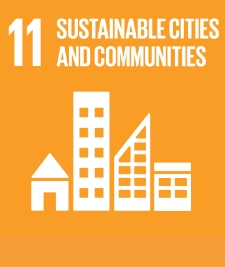 11 SUSTAINABLE CITIES
AND COMMUNITIES